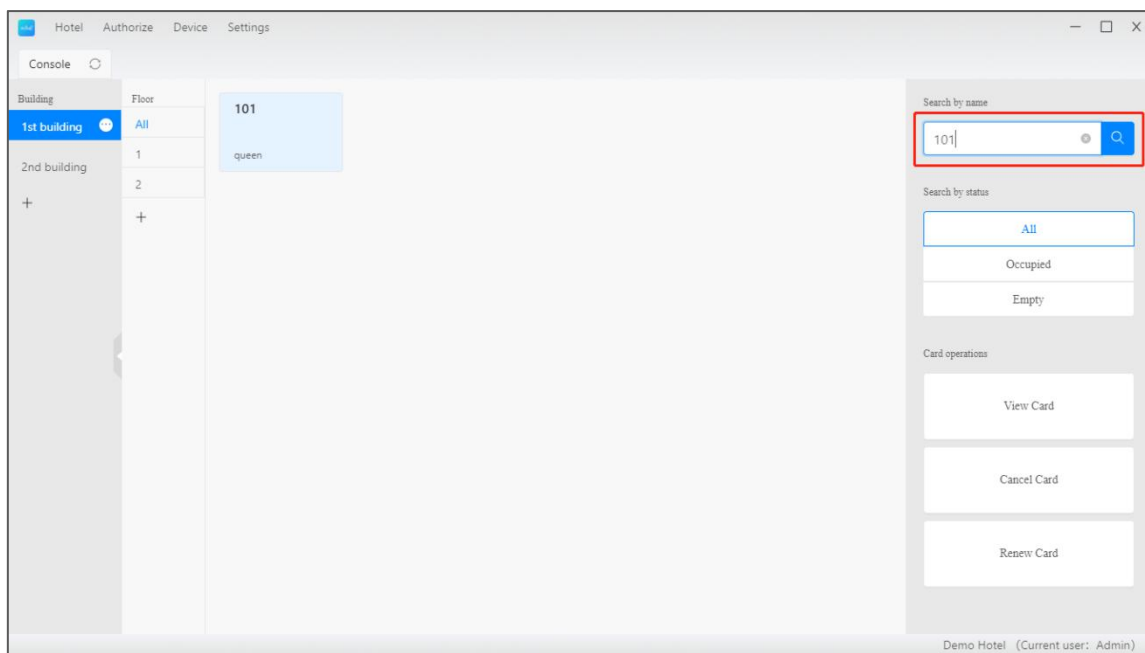 Hotel Authorize Device Settings
Console
Building
1st building
2nd building
+
Floor
All
1
2
+
101
queen
Search by name
101
Search by status
All
Occupied
Empty
Card operations
View Card
Cancel Card
Renew Card
Demo Hotel (Current user: Admin)